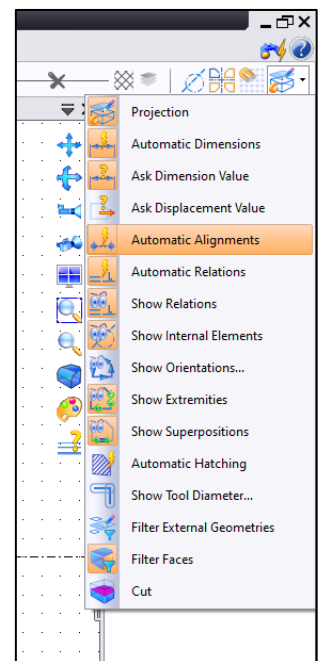 Projection
Automatic Dimensions
Ask Dimension Value
Ask Displacement Value
Automatic Alignments
Automatic Relations
Show Relations
Show Internal Elements
Show Orientations...
Show Extremities
Show Superpositions
Automatic Hatching
Show Tool Diameter...
Filter External Geometries
Filter Faces
Cut